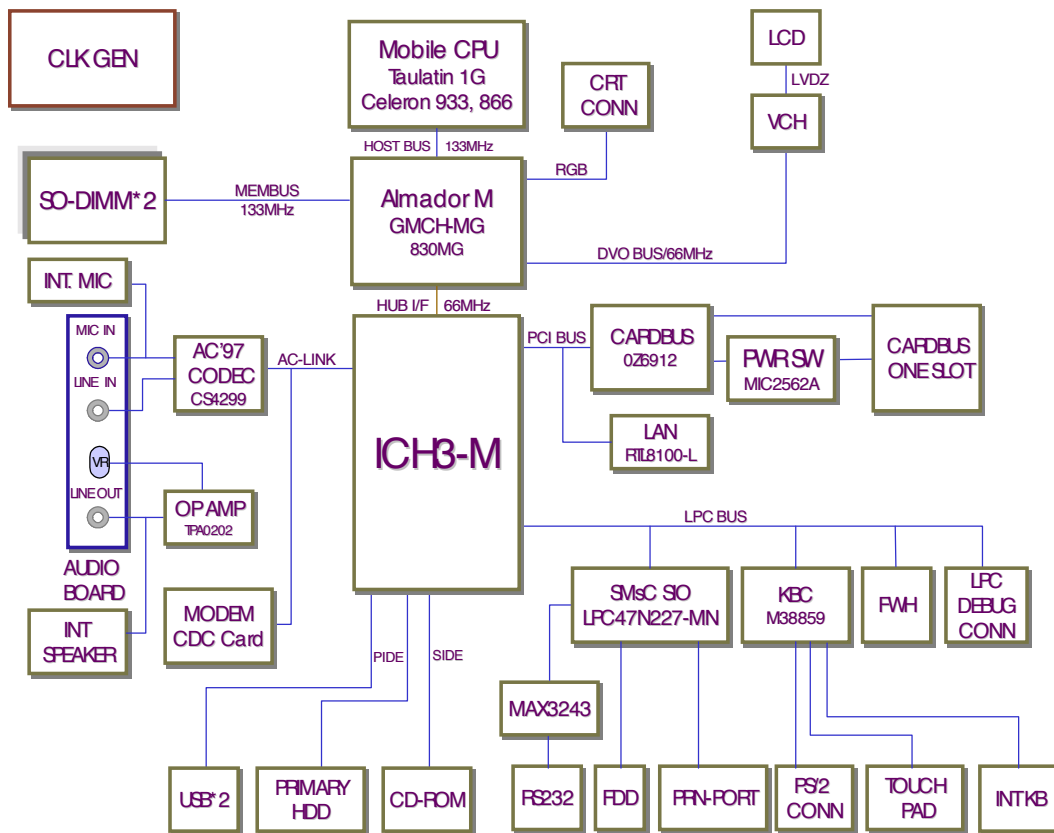 CLK GEN
Mobile CPU
Taulatin 1G
Celeron 933, 866
LCD
LVDZ
VCH
CRT
CONN
HOST BUS 133MHz
RGB
SO-DIMM*2
MEMBUS
133MHz
Almador M
GMCH-MG
830MG
DVO BUS/66MHz
INT. MIC
HUB I/F 66MHz
MIC IN
LINE IN
VR
LINEOUT
AUDIO
BOARD
AC'97
CODEC
CS4299
AC-LINK
OP AMP
TPA0202
ICH3-M
PCI BUS
CARDBUS
0Z6912
PWR SW
MIC2562A
CARDBUS
ONE SLOT
LAN
RTL8100-L
LPC BUS
INT
SPEAKER
MODEM
CDC Card
PIDE
SIDE
SMsC SIO
LPC47N227-MN
KBC
M38859
FWH
LPC
DEBUG
CONN
MAX3243
USB*2
PRIMARY
HDD
CD-ROM
RS232
FDD
PRN-PORT
PS/2
CONN
TOUCH
PAD
INT KB